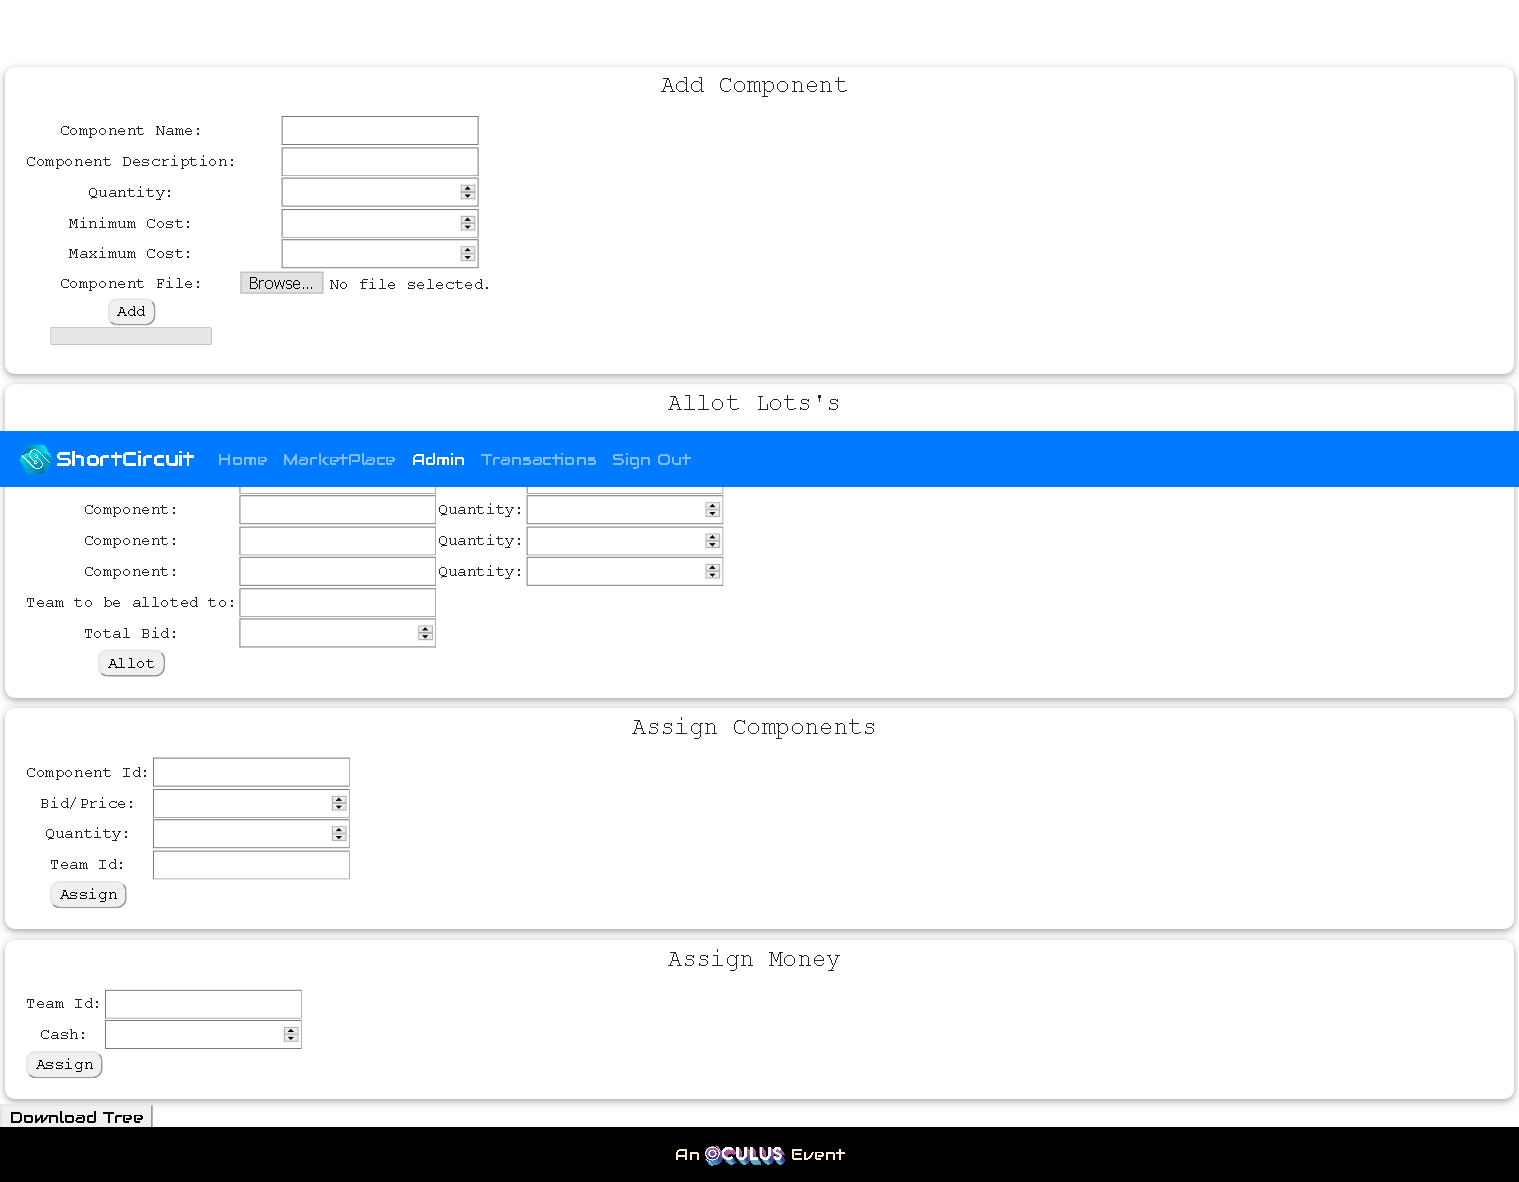 Add Component
Component Name:
Component Description:
Quantity:
Minimum Cost:
Maximum Cost:
Component File: Browse... No file selected.
Add
Allot Lots's
ShortCircuit Home MarketPlace Admin Transactions Sign Out
Component: Quantity:
Component: Quantity:
Component: Quantity:
Team to be alloted to:
Total Bid:
Allot
Assign Components
Component Id:
Bid/Price:
Quantity:
Team Id:
Assign
Assign Money
Team Id:
Cash:
Assign
Download Tree
An OCULUS Event